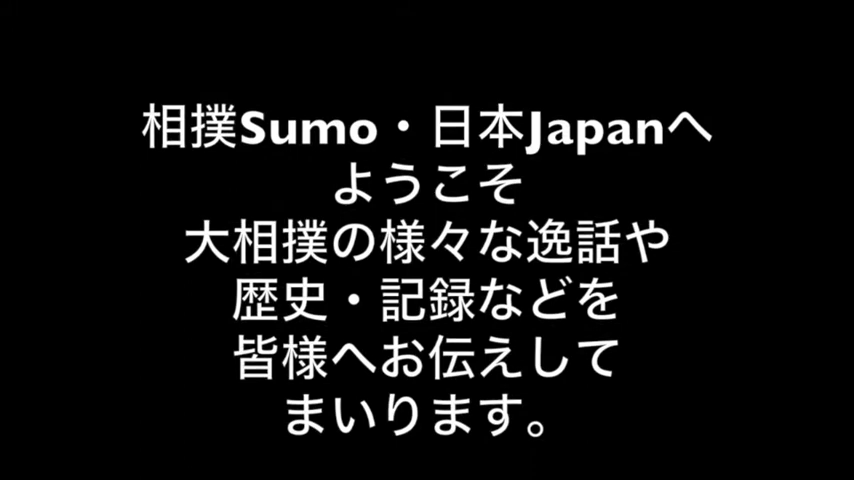 相撲Sumo・日本Japanへ
ようこそ
大相撲の様々な逸話や
歴史・記録などを
皆様へお伝えして
まいります。